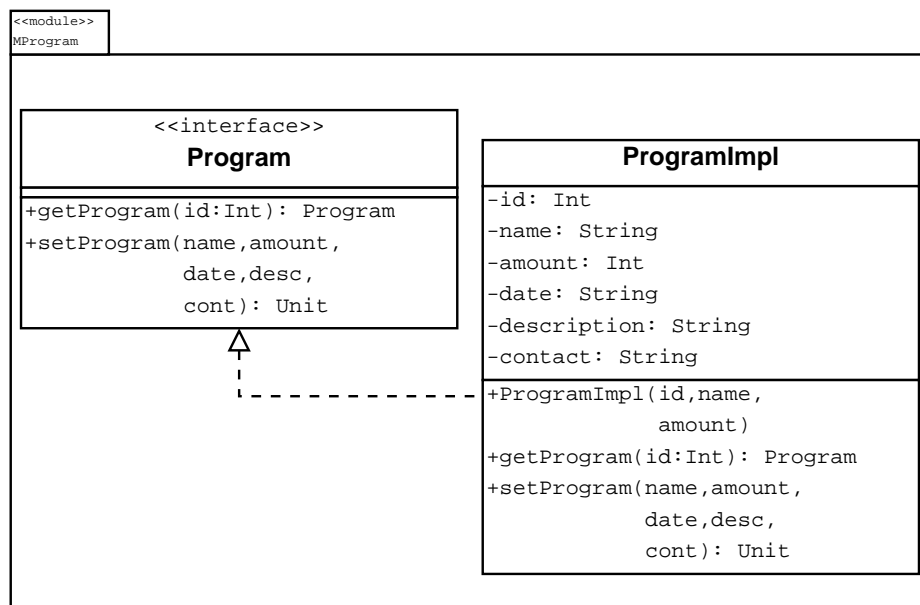 <<module>>
MProgram
<<interface>>
Program
+getProgram(id:Int): Program
+setProgram(name,amount,
date,desc,
cont): Unit
ProgramImpl
-id: Int
-name: String
-amount: Int
-date: String
-description: String
-contact: String
+ProgramImpl(id,name,
amount)
+getProgram(id:Int): Program
+setProgram(name,amount,
date,desc,
cont): Unit